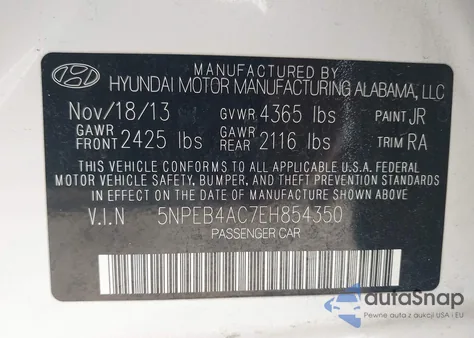 MANUFACTURED BY
HYUNDAI MOTOR MANUFACTURING ALABAMA, LLC
Nov/18/13 GVWR 4365 lbs PAINT JR
GAWR FRONT 2425 lbs GAWR REAR 2116 lbs TRIM RA
THIS VEHICLE CONFORMS TO ALL APPLICABLE U.S.A. FEDERAL
MOTOR VEHICLE SAFETY, BUMPER, AND THEFT PREVENTION STANDARDS
IN EFFECT ON THE DATE OF MANUFACTURE SHOWN ABOVE.
V.I.N 5NPEB4AC7EH854350
PASSENGER CAR
autoSnap
Pewne auta z USA i EU